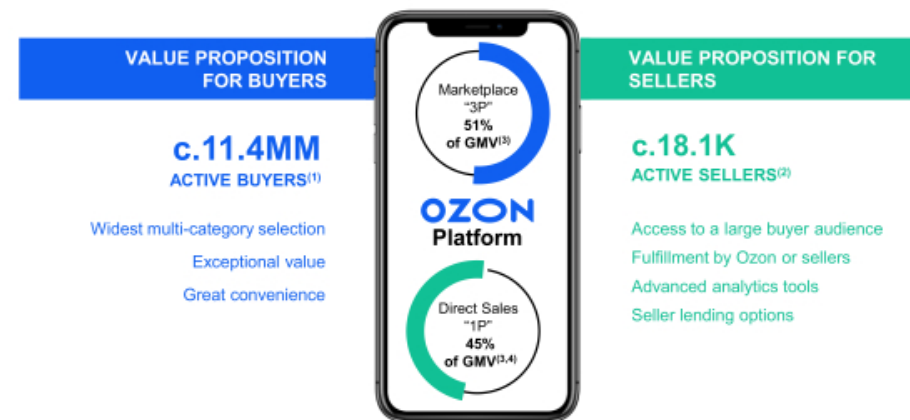 VALUE PROPOSITION
FOR BUYERS
c.11.4MM
ACTIVE BUYERS(1)
Widest multi-category selection
Exceptional value
Great convenience
Marketplace
"3P"
51%
of GMV(3)
OZON
Platform
Direct Sales
"1P"
45%
of GMV(3,4)
VALUE PROPOSITION FOR
SELLERS
c.18.1K
ACTIVE SELLERS(2)
Access to a large buyer audience
Fulfillment by Ozon or sellers
Advanced analytics tools
Seller lending options